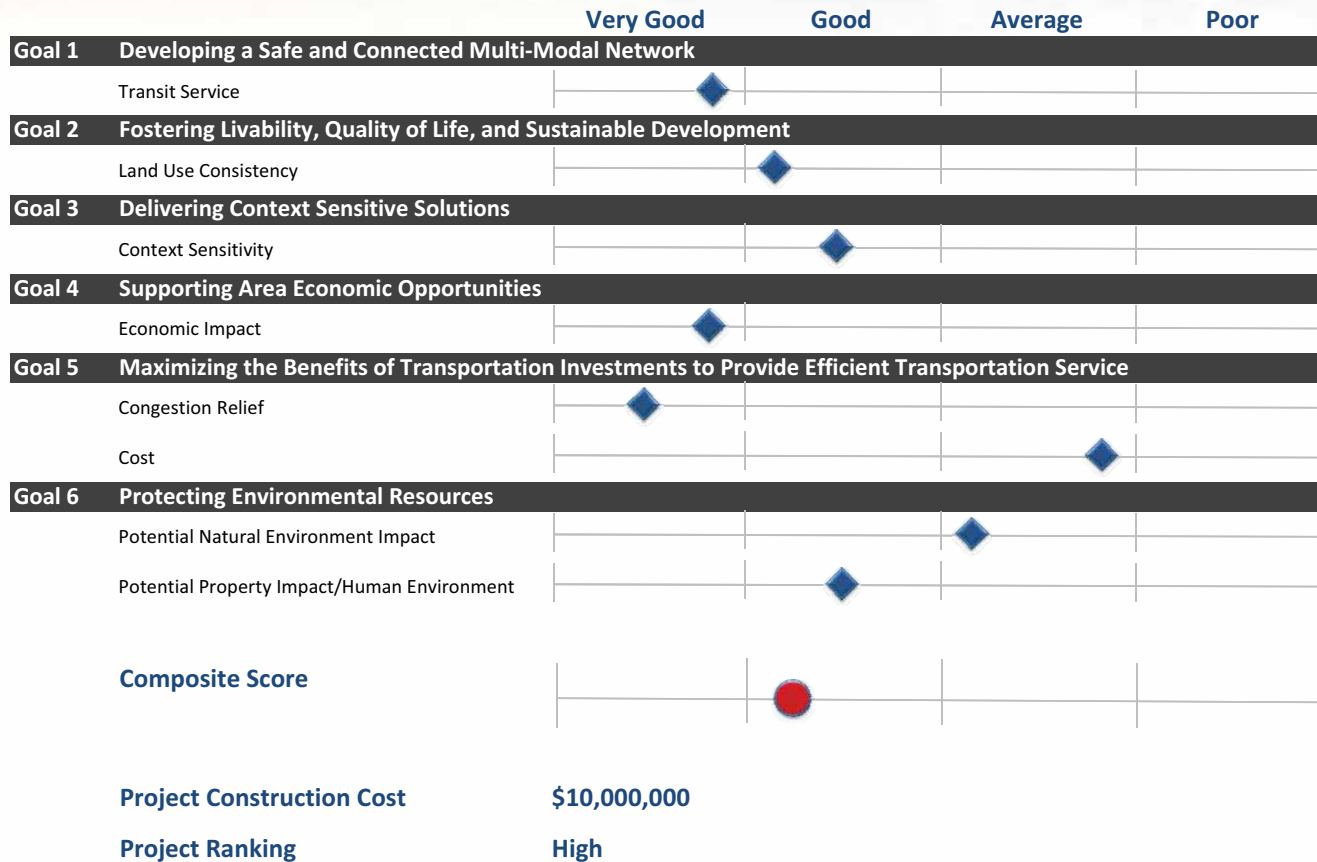 Very Good Good Average Poor
Goal 1 Developing a Safe and Connected Multi-Modal Network
Transit Service
Goal 2 Fostering Livability, Quality of Life, and Sustainable Development
Land Use Consistency
Goal 3 Delivering Context Sensitive Solutions
Context Sensitivity
Goal 4 Supporting Area Economic Opportunities
Economic Impact
Goal 5 Maximizing the Benefits of Transportation Investments to Provide Efficient Transportation Service
Congestion Relief
Cost
Goal 6 Protecting Environmental Resources
Potential Natural Environment Impact
Potential Property Impact/Human Environment
Composite Score
Project Construction Cost $10,000,000
Project Ranking High